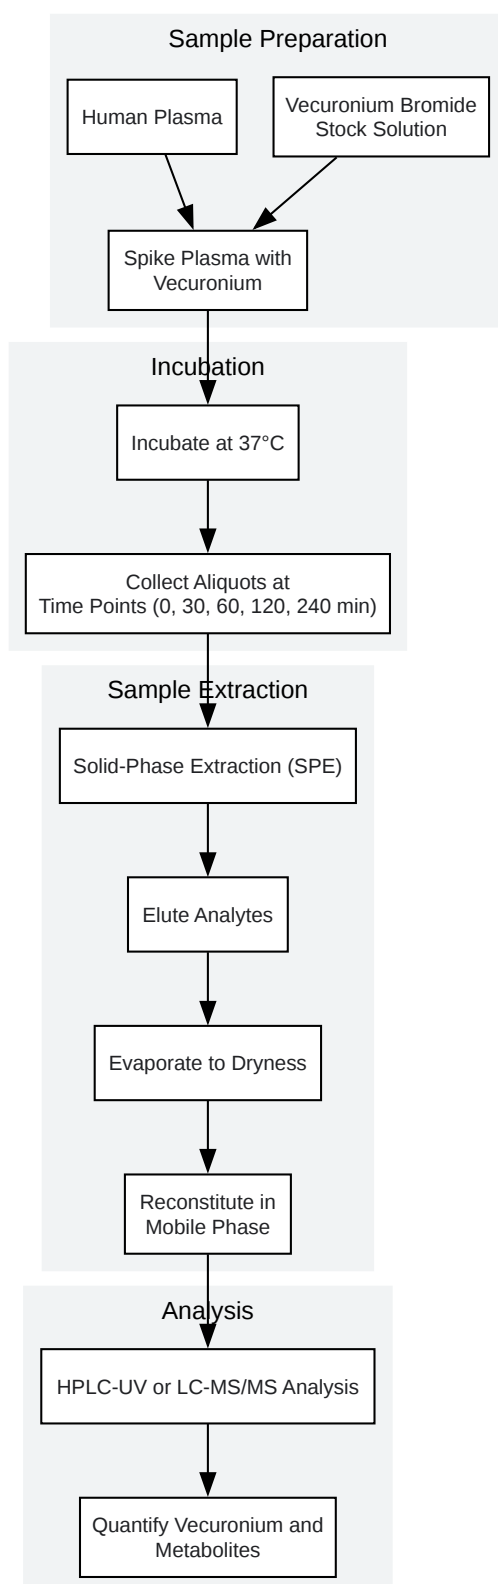 Sample Preparation
Human Plasma
Vecuronium Bromide
Stock Solution
Spike Plasma with
Vecuronium
Incubation
Incubate at 37°C
Collect Aliquots at
Time Points (0, 30, 60, 120, 240 min)
Sample Extraction
Solid-Phase Extraction (SPE)
Elute Analytes
Evaporate to Dryness
Reconstitute in
Mobile Phase
Analysis
HPLC-UV or LC-MS/MS Analysis
Quantify Vecuronium and
Metabolites